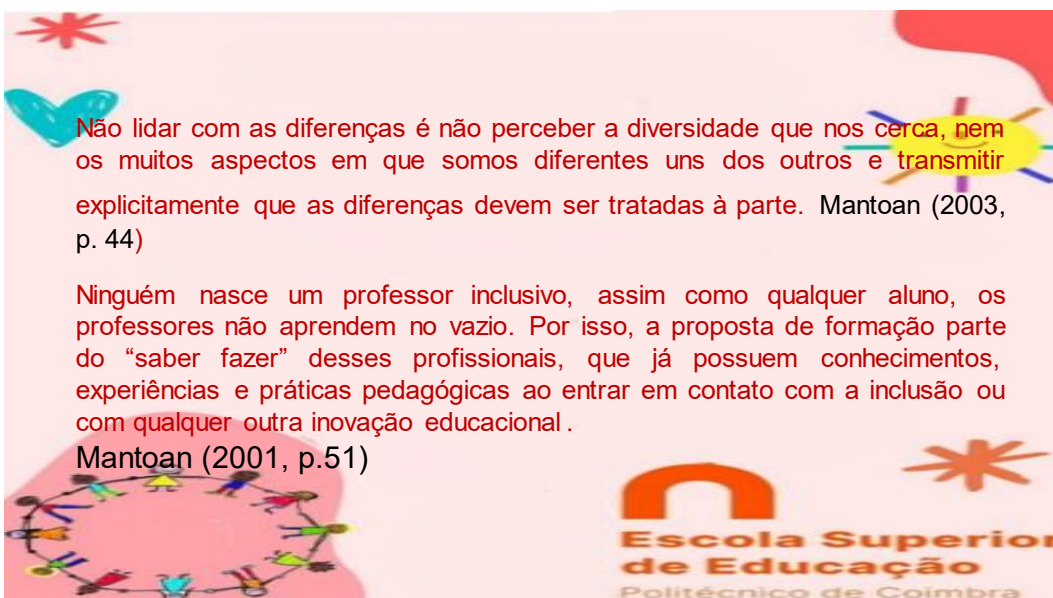 Não lidar com as diferenças é não perceber a diversidade que nos cerca, nem
os muitos aspectos em que somos diferentes uns dos outros e transmitir
explicitamente que as diferenças devem ser tratadas à parte. Mantoan (2003,
p. 44)
Ninguém nasce um professor inclusivo, assim como qualquer aluno, os
professores não aprendem no vazio. Por isso, a proposta de formação parte
do “saber fazer” desses profissionais, que já possuem conhecimentos,
experiências e práticas pedagógicas ao entrar em contato com a inclusão ou
com qualquer outra inovação educacional .
Mantoan (2001, p.51)
Escola Superior
de Educação
Politécnico de Coimbra